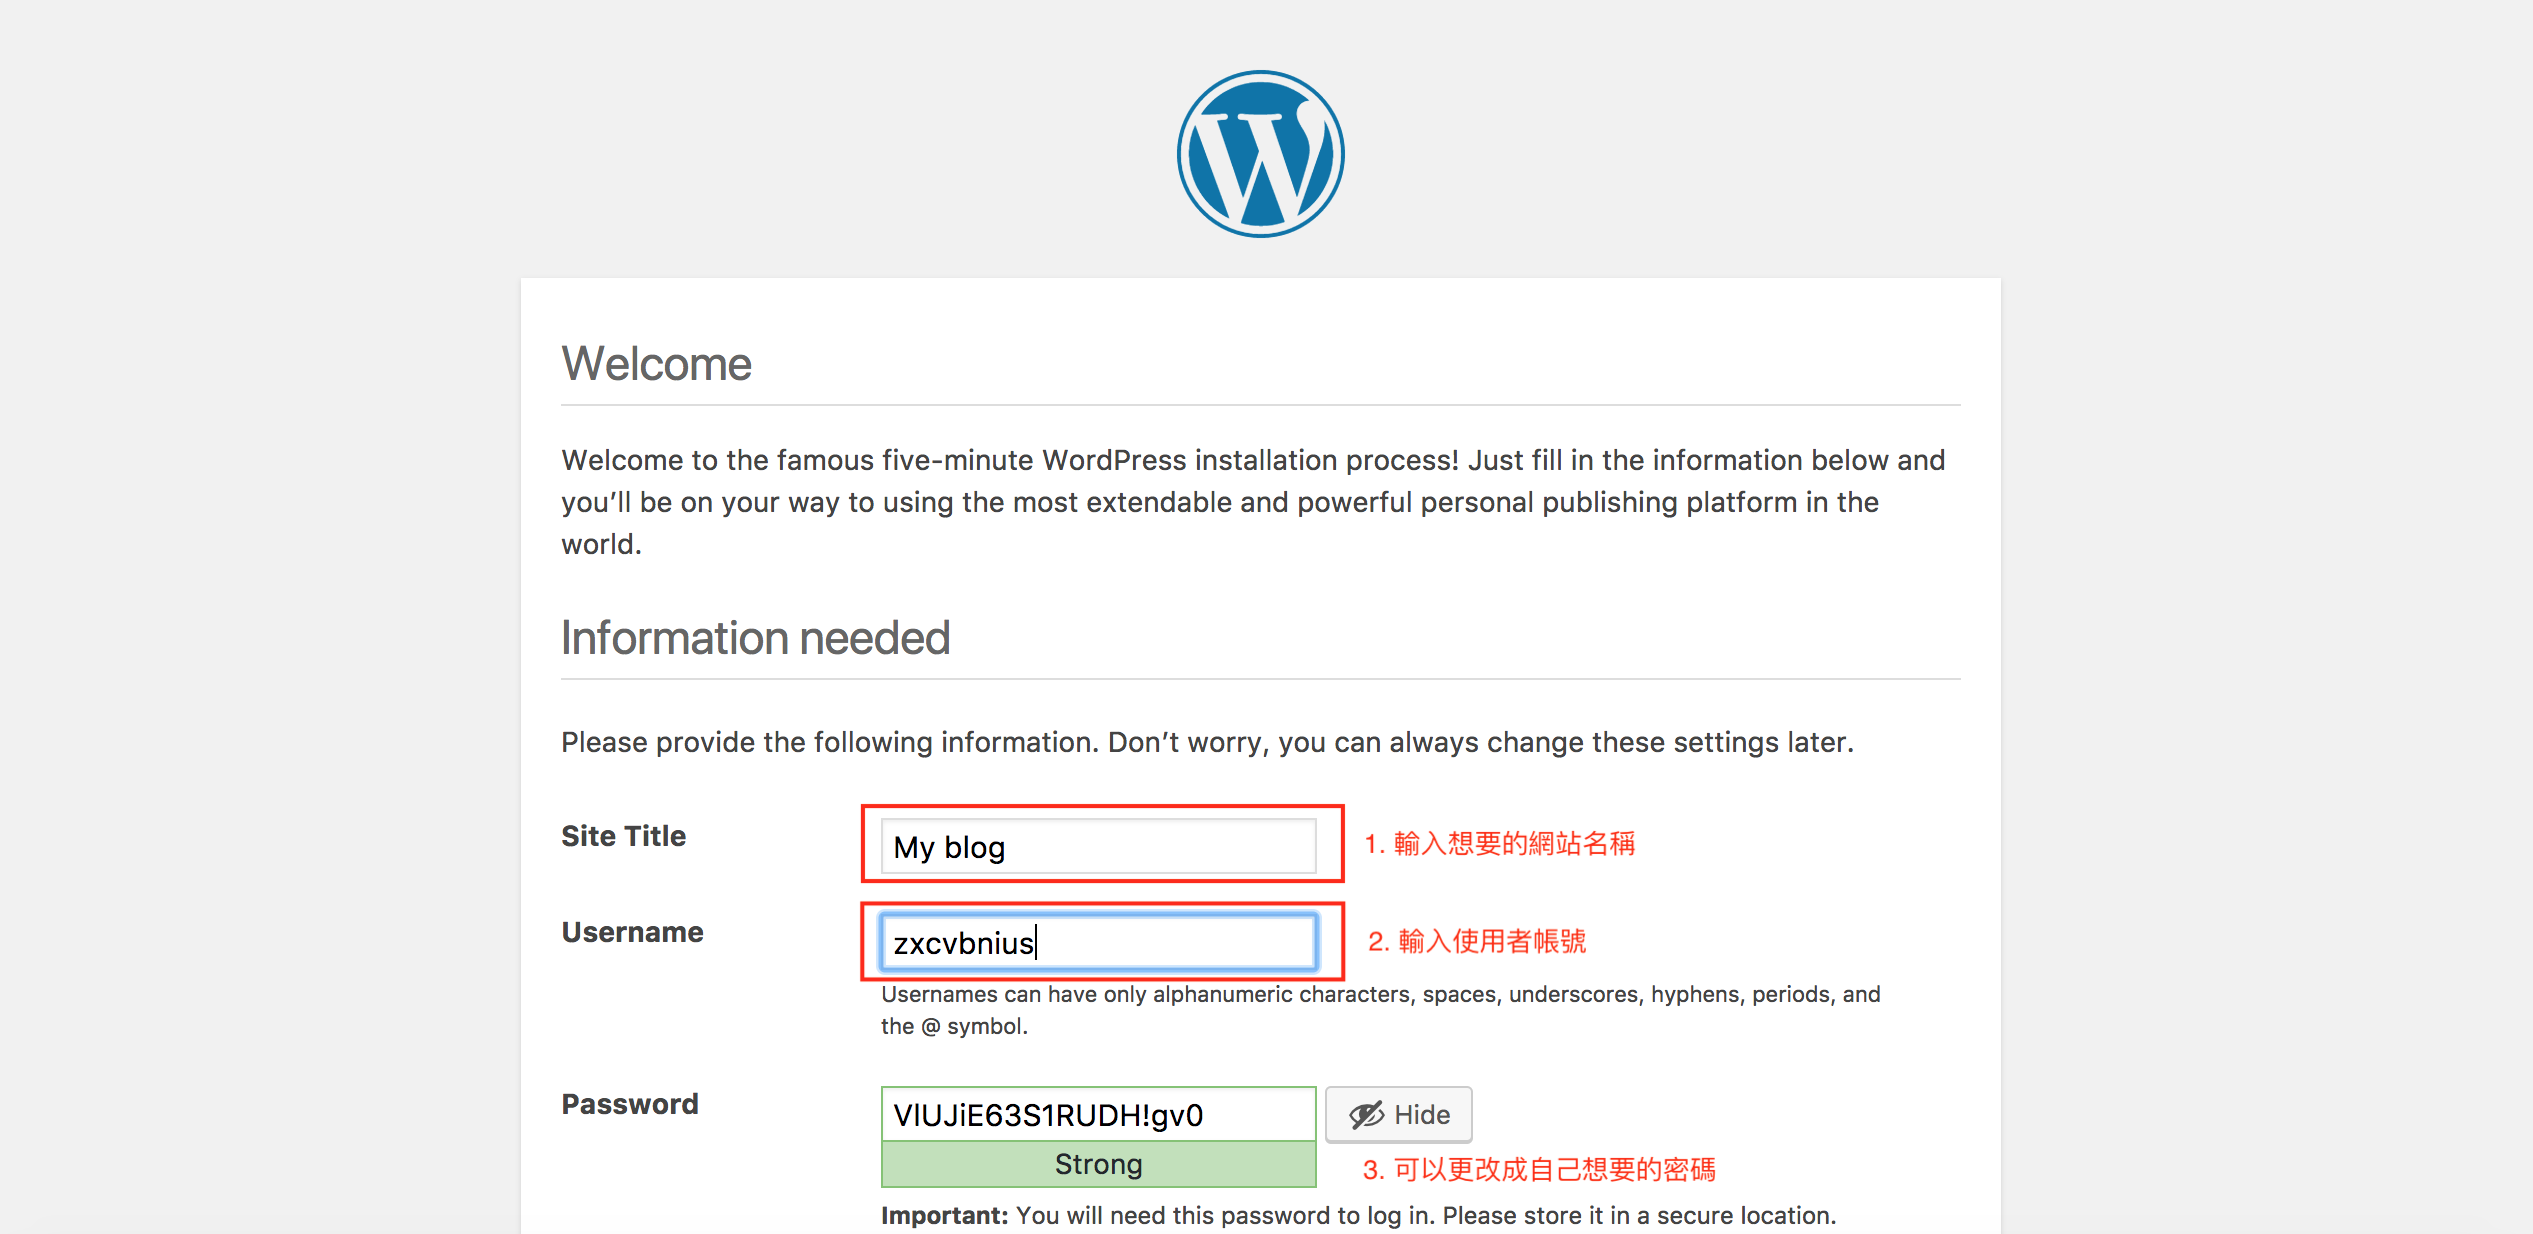 Welcome
Welcome to the famous five-minute WordPress installation process! Just fill in the information below and
you’ll be on your way to using the most extendable and powerful personal publishing platform in the
world.
Information needed
Please provide the following information. Don’t worry, you can always change these settings later.
Site Title
My blog
1. 輸入想要的網站名稱
Username
zxcvbnius
2. 輸入使用者帳號
Usernames can have only alphanumeric characters, spaces, underscores, hyphens, periods, and
the @ symbol.
Password
VlUJiE63S1RUDH!gv0
Hide
Strong
3. 可以更改成自己想要的密碼
Important: You will need this password to log in. Please store it in a secure location.